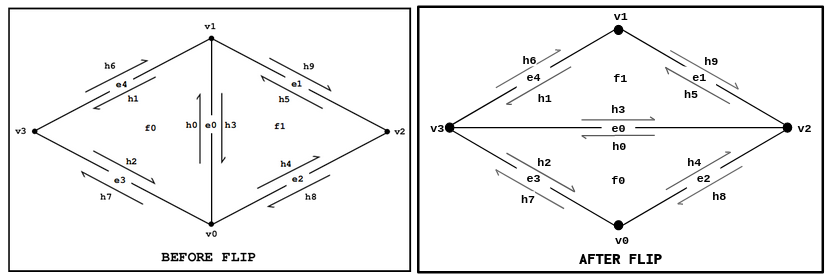 v1
h6
h9
e4
e1
h1
h5
v3
f0
h0
e0
h3
f1
v2
h2
h4
e3
e2
h7
h8
v0
BEFORE FLIP
v1
h6
h9
e4
f1
e1
h1
h5
h3
v3
e0
v2
h0
h2
h4
e3
f0
e2
h7
h8
v0
AFTER FLIP